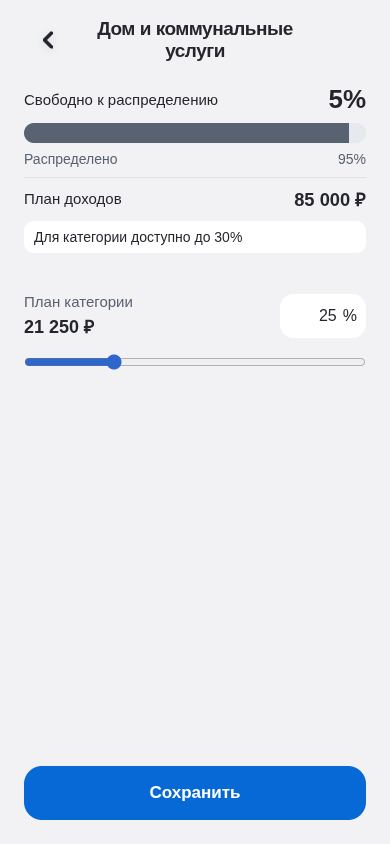 Дом и коммунальные
услуги
Свободно к распределению 5%
Распределено 95%
План доходов 85 000 ₽
Для категории доступно до 30%
План категории
21 250 ₽
25 %
Сохранить